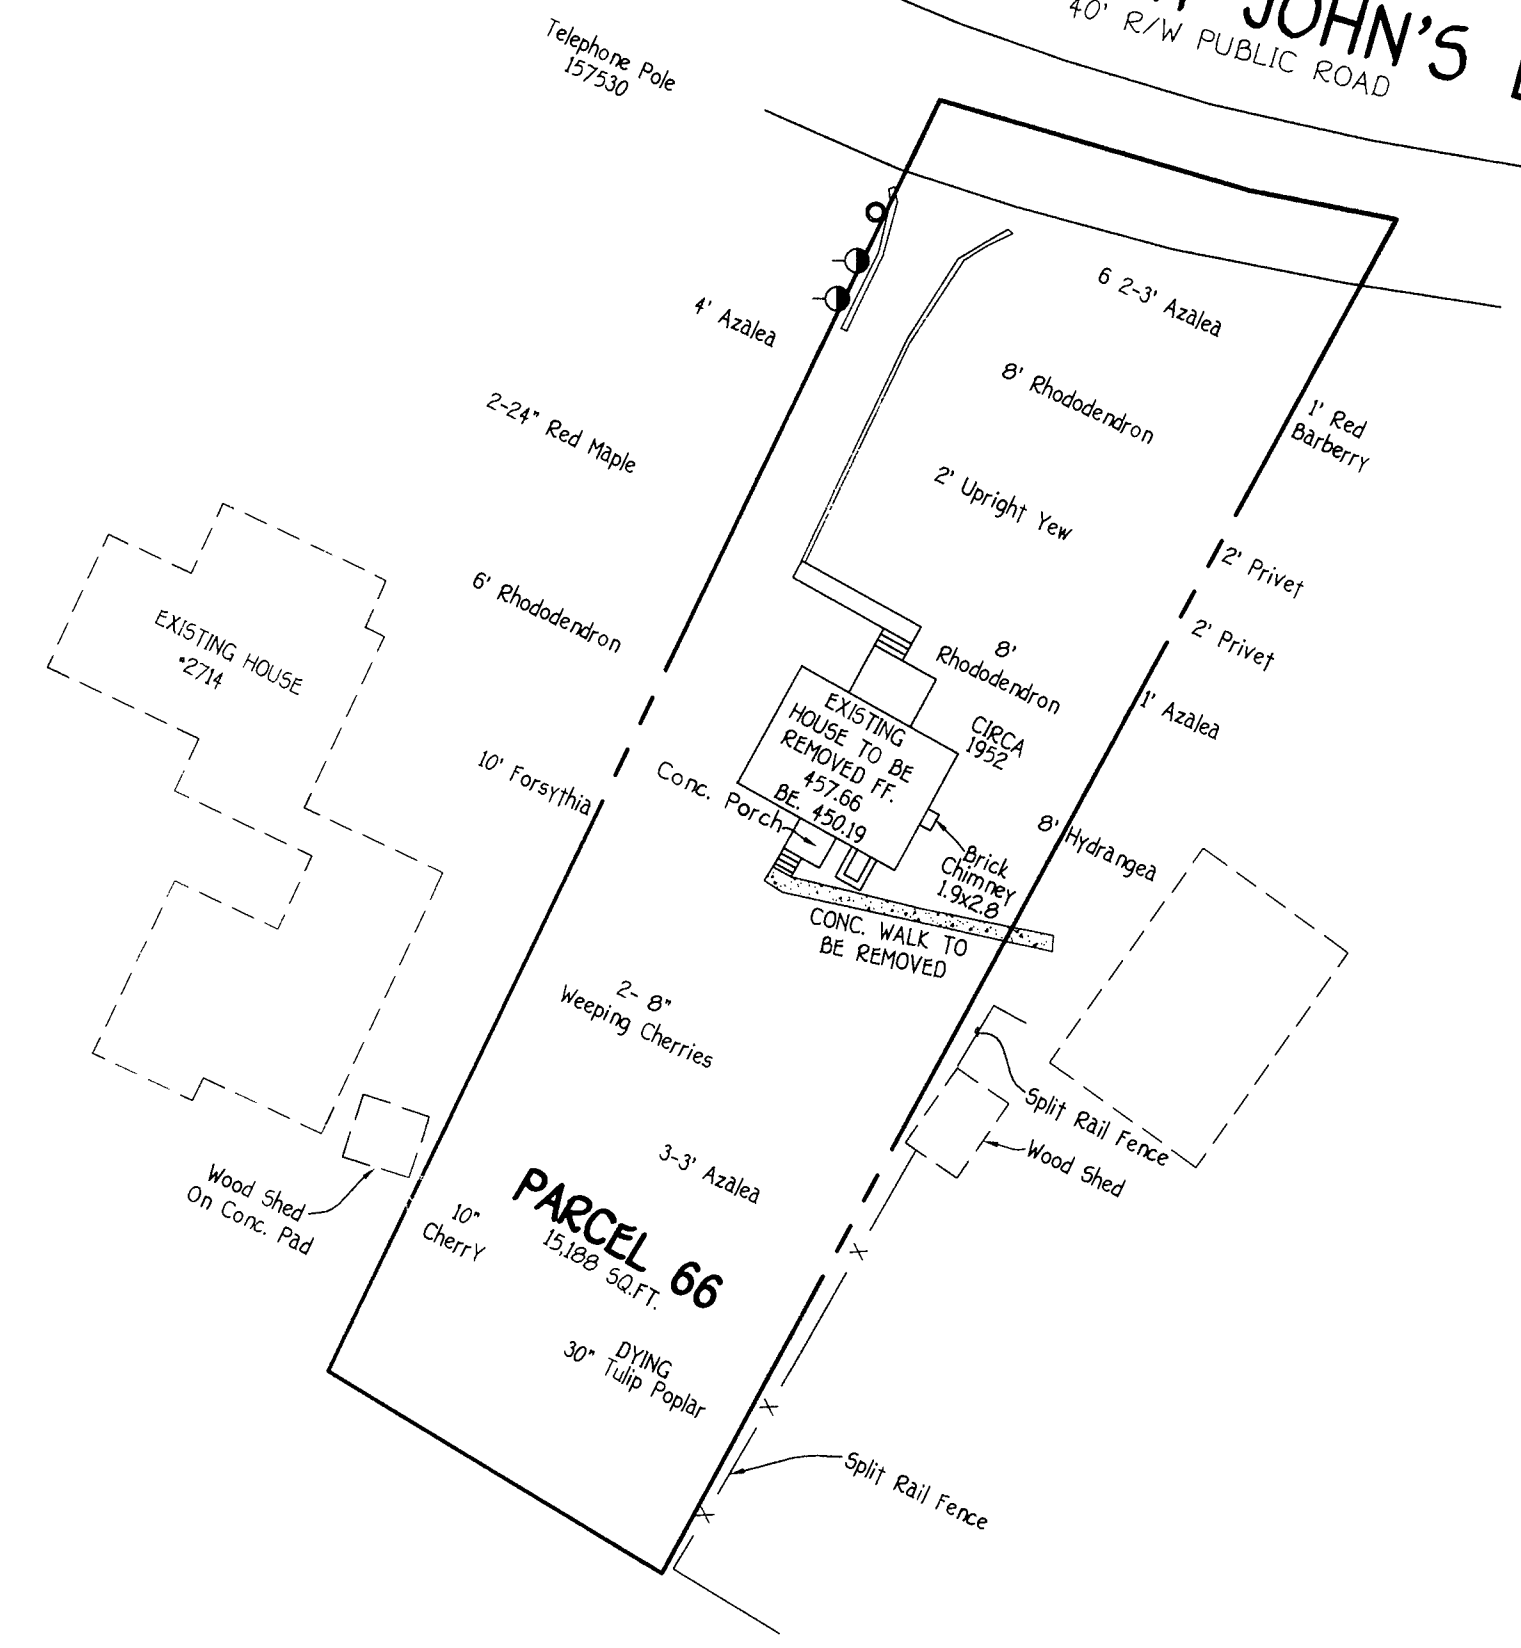 JOHN'S
40' R/W PUBLIC ROAD
Telephone Pole
157530
6 2-3' Azalea
4' Azalea
8' Rhododendron
2-24" Red Maple
1' Red
Barberry
2' Upright Yew
2' Privet
6' Rhododendron
2' Privet
EXISTING HOUSE
#2714
8'
Rhododendron
1' Azalea
CIRCA
1952
EXISTING
HOUSE TO BE
REMOVED FF.
457.66
BE. 450.19
10' Forsythia
Conc. Porch
8' Hydrangea
Brick
Chimney
1.9x2.8
CONC. WALK TO
BE REMOVED
2- 8"
Weeping Cherries
Split Rail Fence
Wood Shed
3-3' Azalea
Wood Shed
On Conc. Pad
PARCEL 66
15,188 SQ.FT.
10"
Cherry
DYING
30" Tulip Poplar
Split Rail Fence